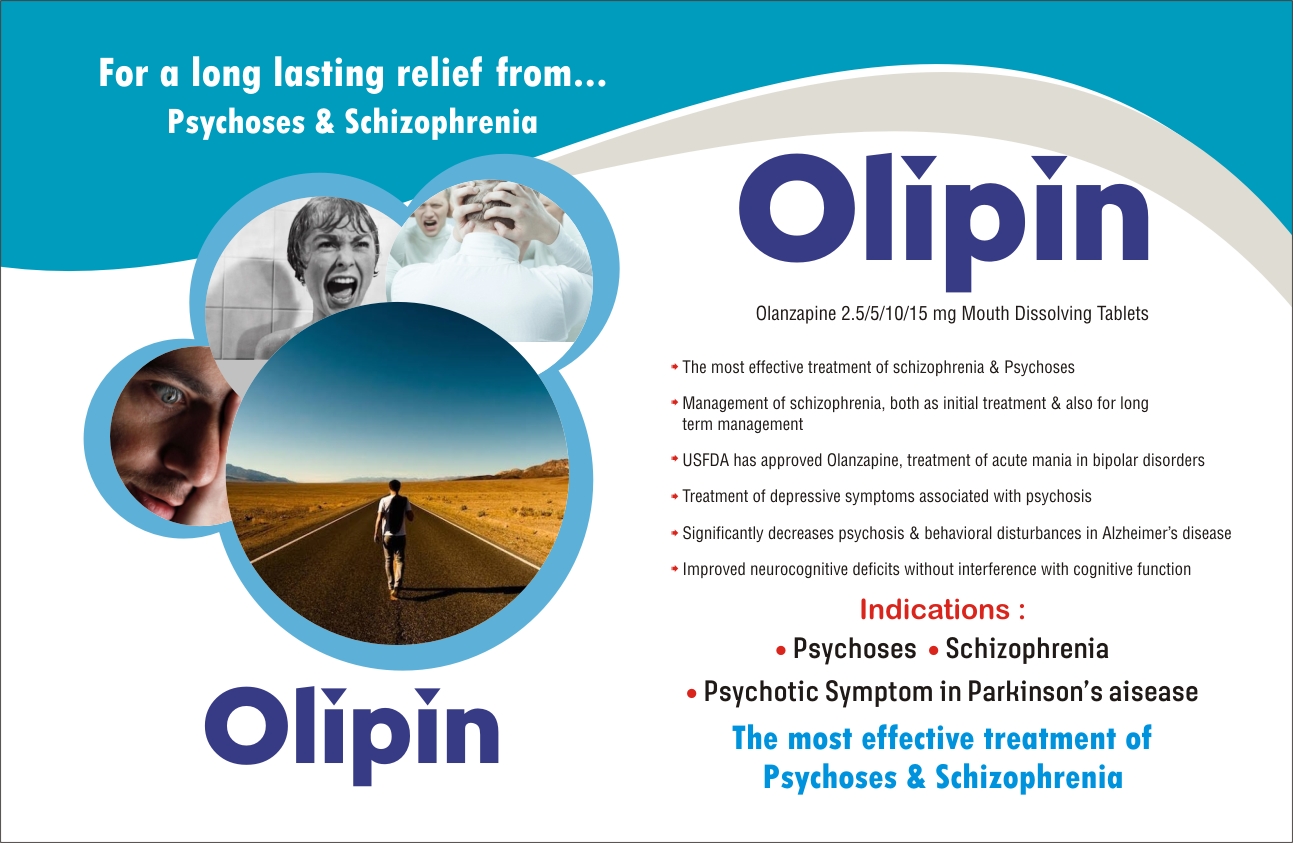 For a long lasting relief from...
Psychoses & Schizophrenia
Olipin
Olipin
Olanzapine 2.5/5/10/15 mg Mouth Dissolving Tablets
The most effective treatment of schizophrenia & Psychoses
Management of schizophrenia, both as initial treatment & also for long
term management
USFDA has approved Olanzapine, treatment of acute mania in bipolar disorders
Treatment of depressive symptoms associated with psychosis
Significantly decreases psychosis & behavioral disturbances in Alzheimer's disease
Improved neurocognitive deficits without interference with cognitive function
Indications :
• Psychoses • Schizophrenia
• Psychotic Symptom in Parkinson's aisease
The most effective treatment of
Psychoses & Schizophrenia